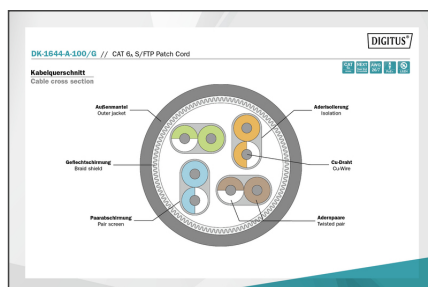 DIGITUS®
DK-1644-A-100/G // CAT 6A S/FTP Patch Cord
Kabelquerschnitt
Cable cross section
Außenmantel
Outer jacket
Aderisolierung
Isolation
Geflechtschirmung
Braid shield
Cu-Draht
Cu-Wire
Paarabschirmung
Pair screen
Adernpaare
Twisted pair